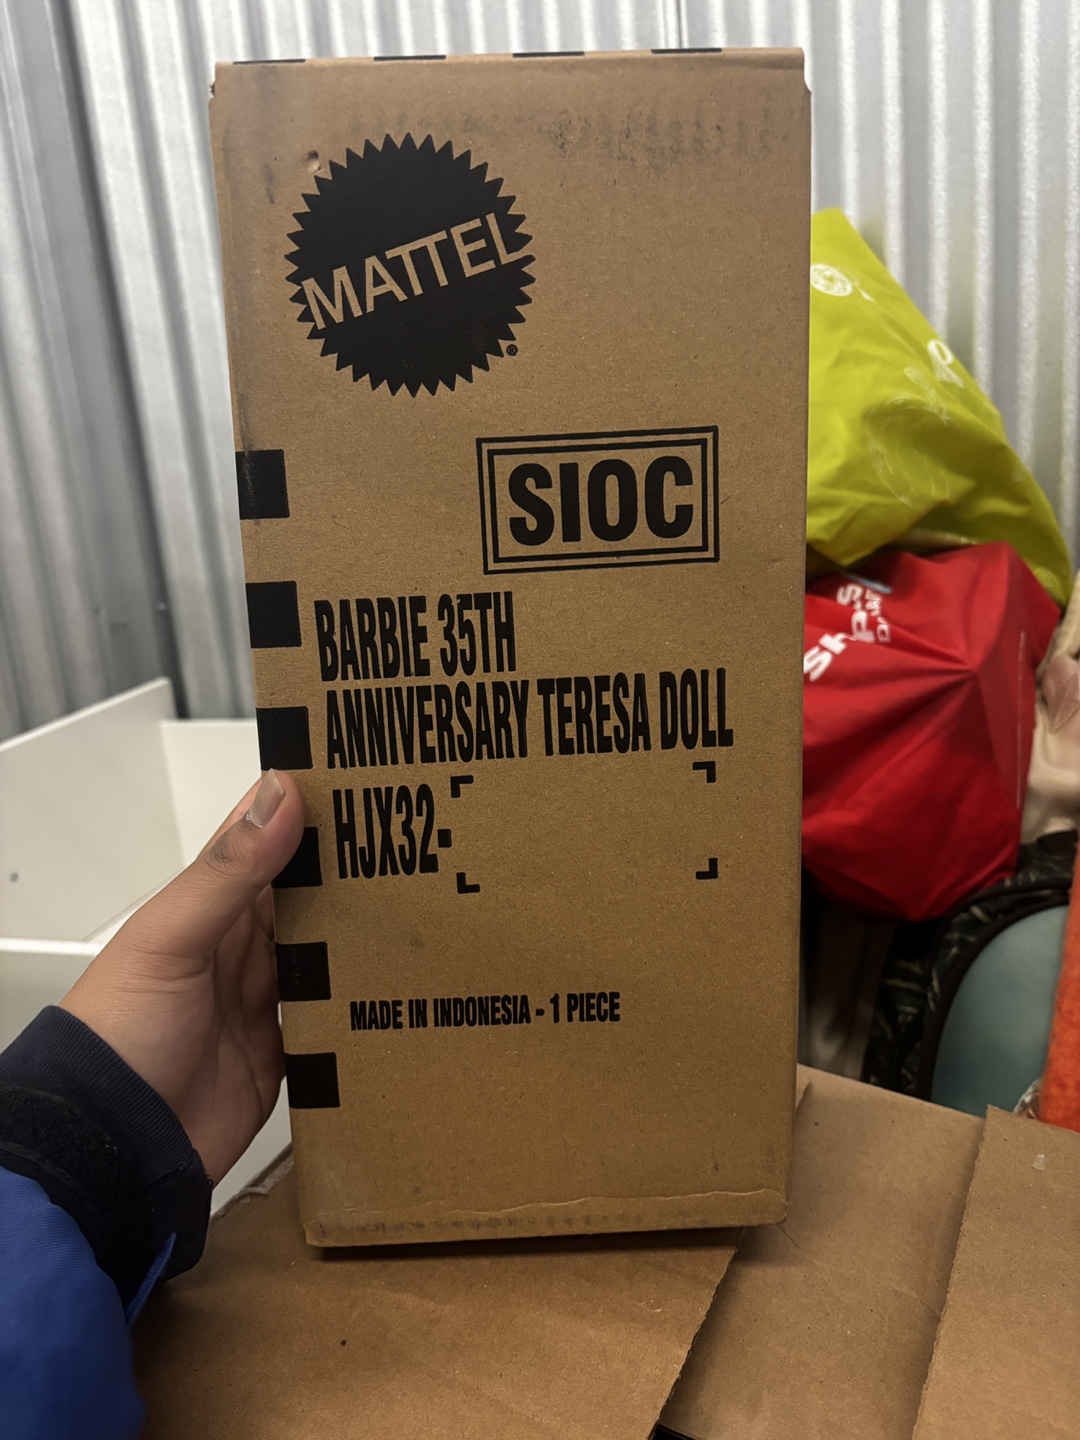 MATTEL
®
SIOC
BARBIE 35TH
ANNIVERSARY TERESA DOLL
HJX32-
MADE IN INDONESIA - 1 PIECE